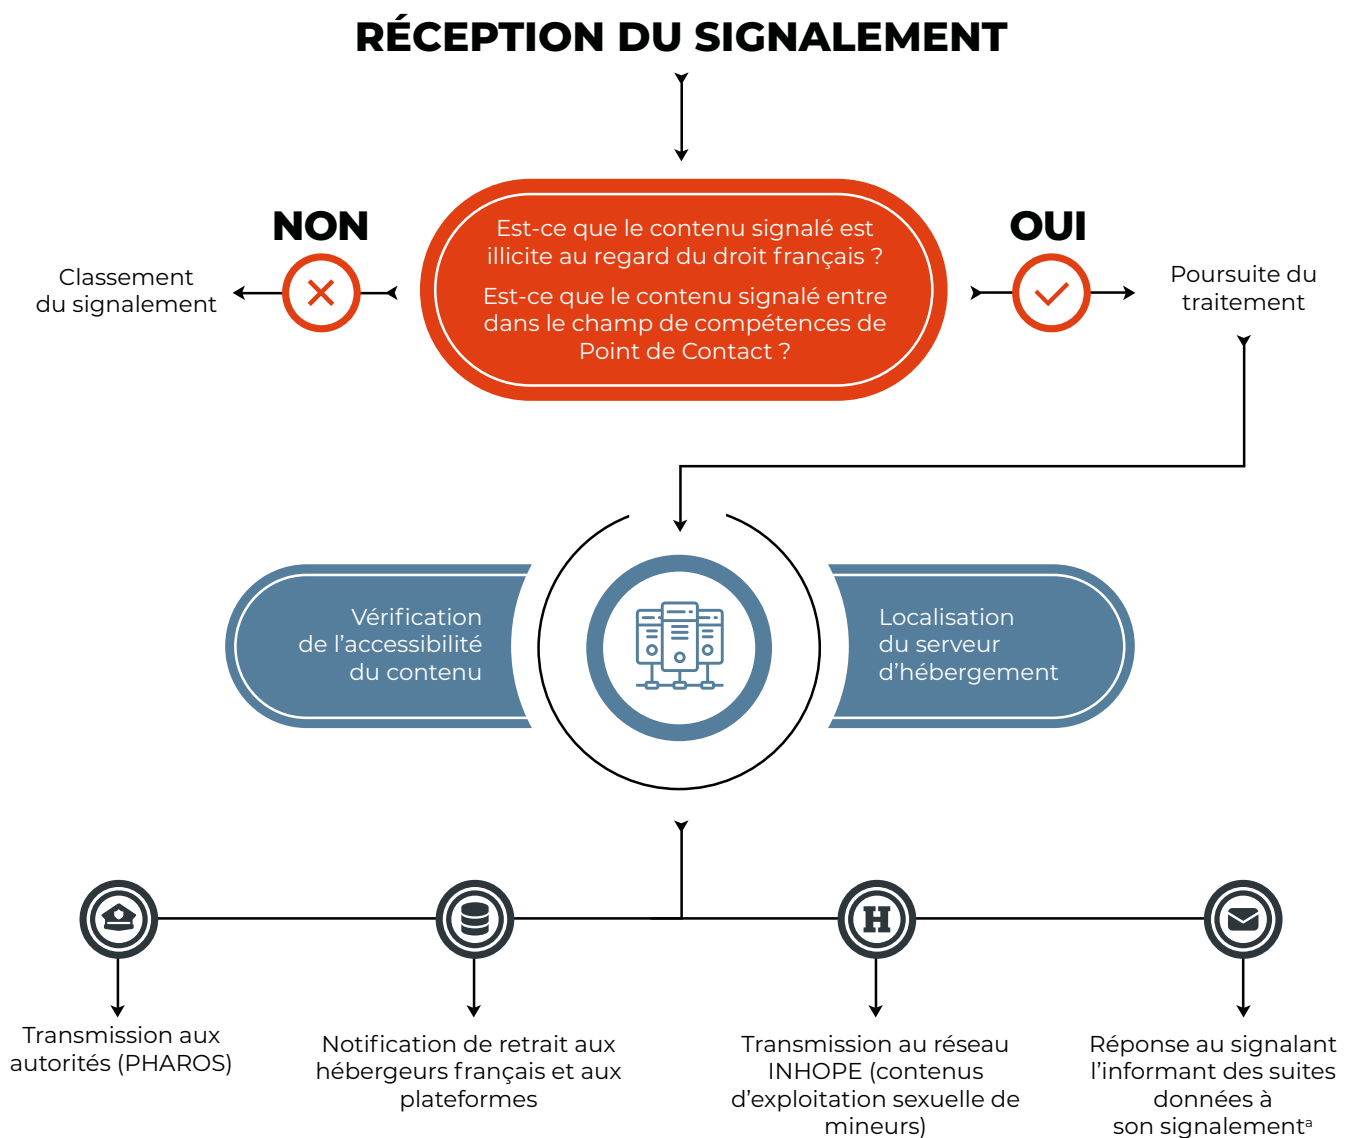 RÉCEPTION DU SIGNALEMENT
NON
Classement
du signalement
Est-ce que le contenu signalé est
illicite au regard du droit français ?
Est-ce que le contenu signalé entre
dans le champ de compétences de
Point de Contact ?
OUI
Poursuite du
traitement
Vérification
de l’accessibilité
du contenu
Localisation
du serveur
d’hébergement
H
Transmission aux
autorités (PHAROS)
Notification de retrait aux
hébergeurs français et aux
plateformes
Transmission au réseau
INHOPE (contenus
d’exploitation sexuelle de
mineurs)
Réponse au signalant
l’informant des suites
données à
son signalementᵃ